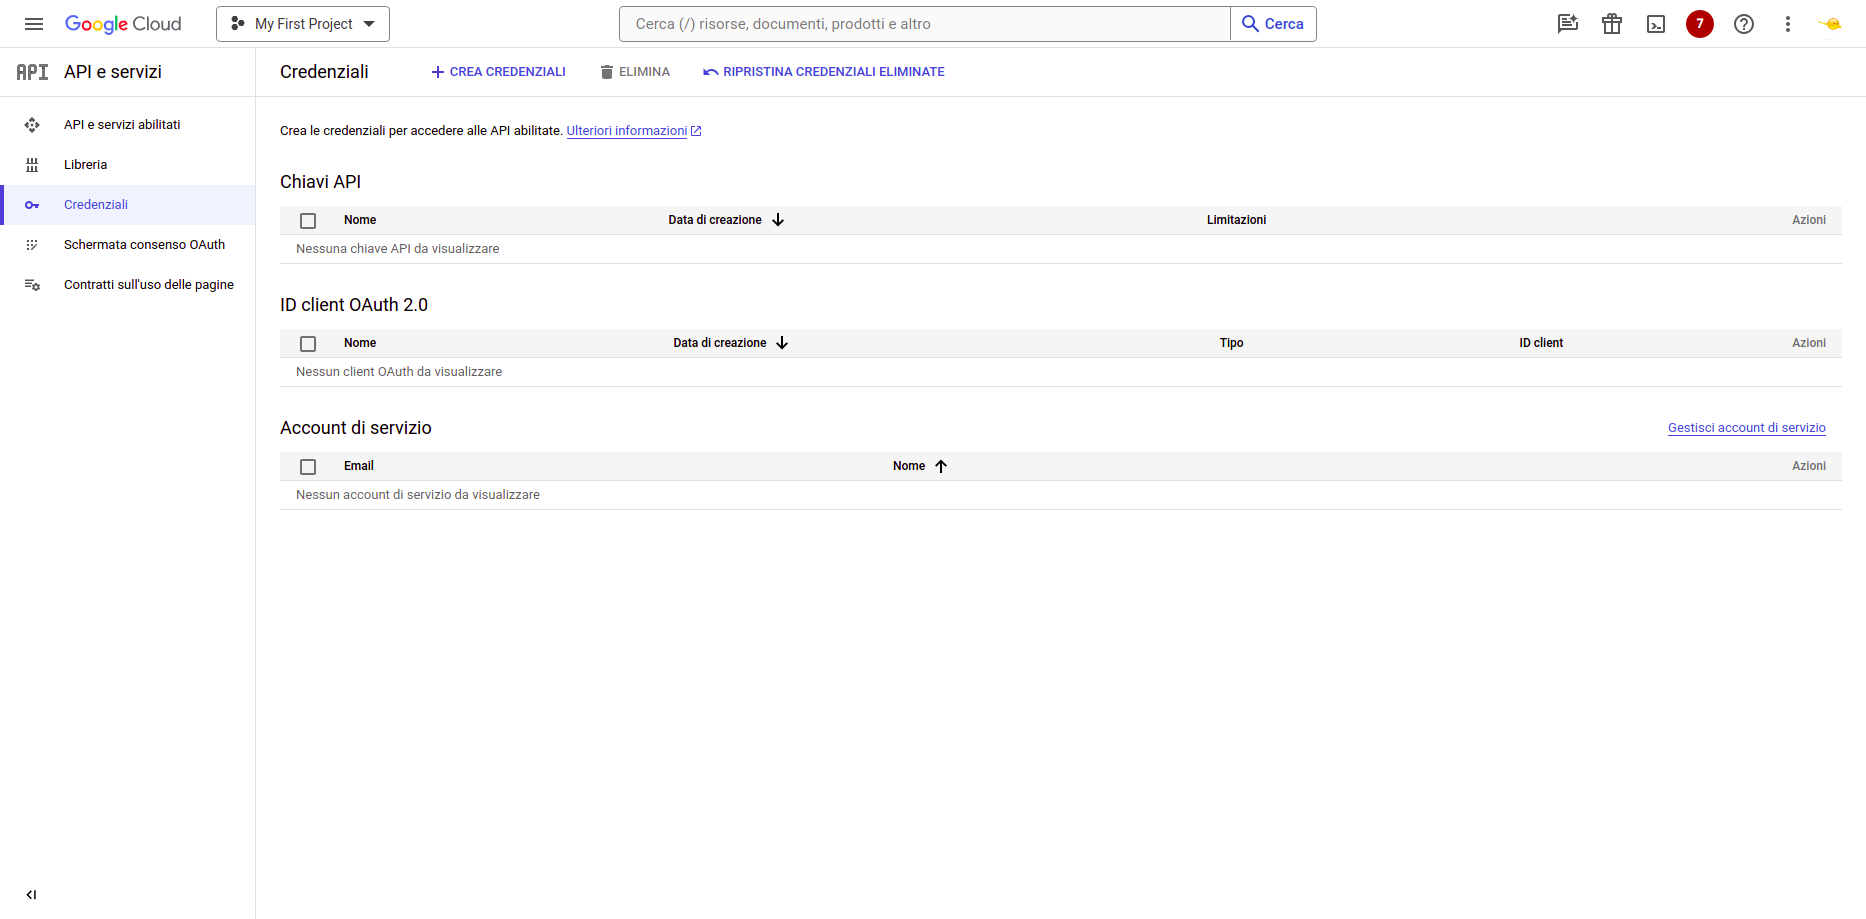 Google Cloud
My First Project
Cerca (/) risorse, documenti, prodotti e altro
Cerca
7
API
API e servizi
Credenziali
CREA CREDENZIALI
ELIMINA
RIPRISTINA CREDENZIALI ELIMINATE
API e servizi abilitati
Libreria
Credenziali
Schermata consenso OAuth
Contratti sull'uso delle pagine
Crea le credenziali per accedere alle API abilitate. Ulteriori informazioni
Chiavi API
Nome Data di creazione Limitazioni Azioni
Nessuna chiave API da visualizzare
ID client OAuth 2.0
Nome Data di creazione Tipo ID client Azioni
Nessun client OAuth da visualizzare
Account di servizio
Gestisci account di servizio
Email Nome Azioni
Nessun account di servizio da visualizzare